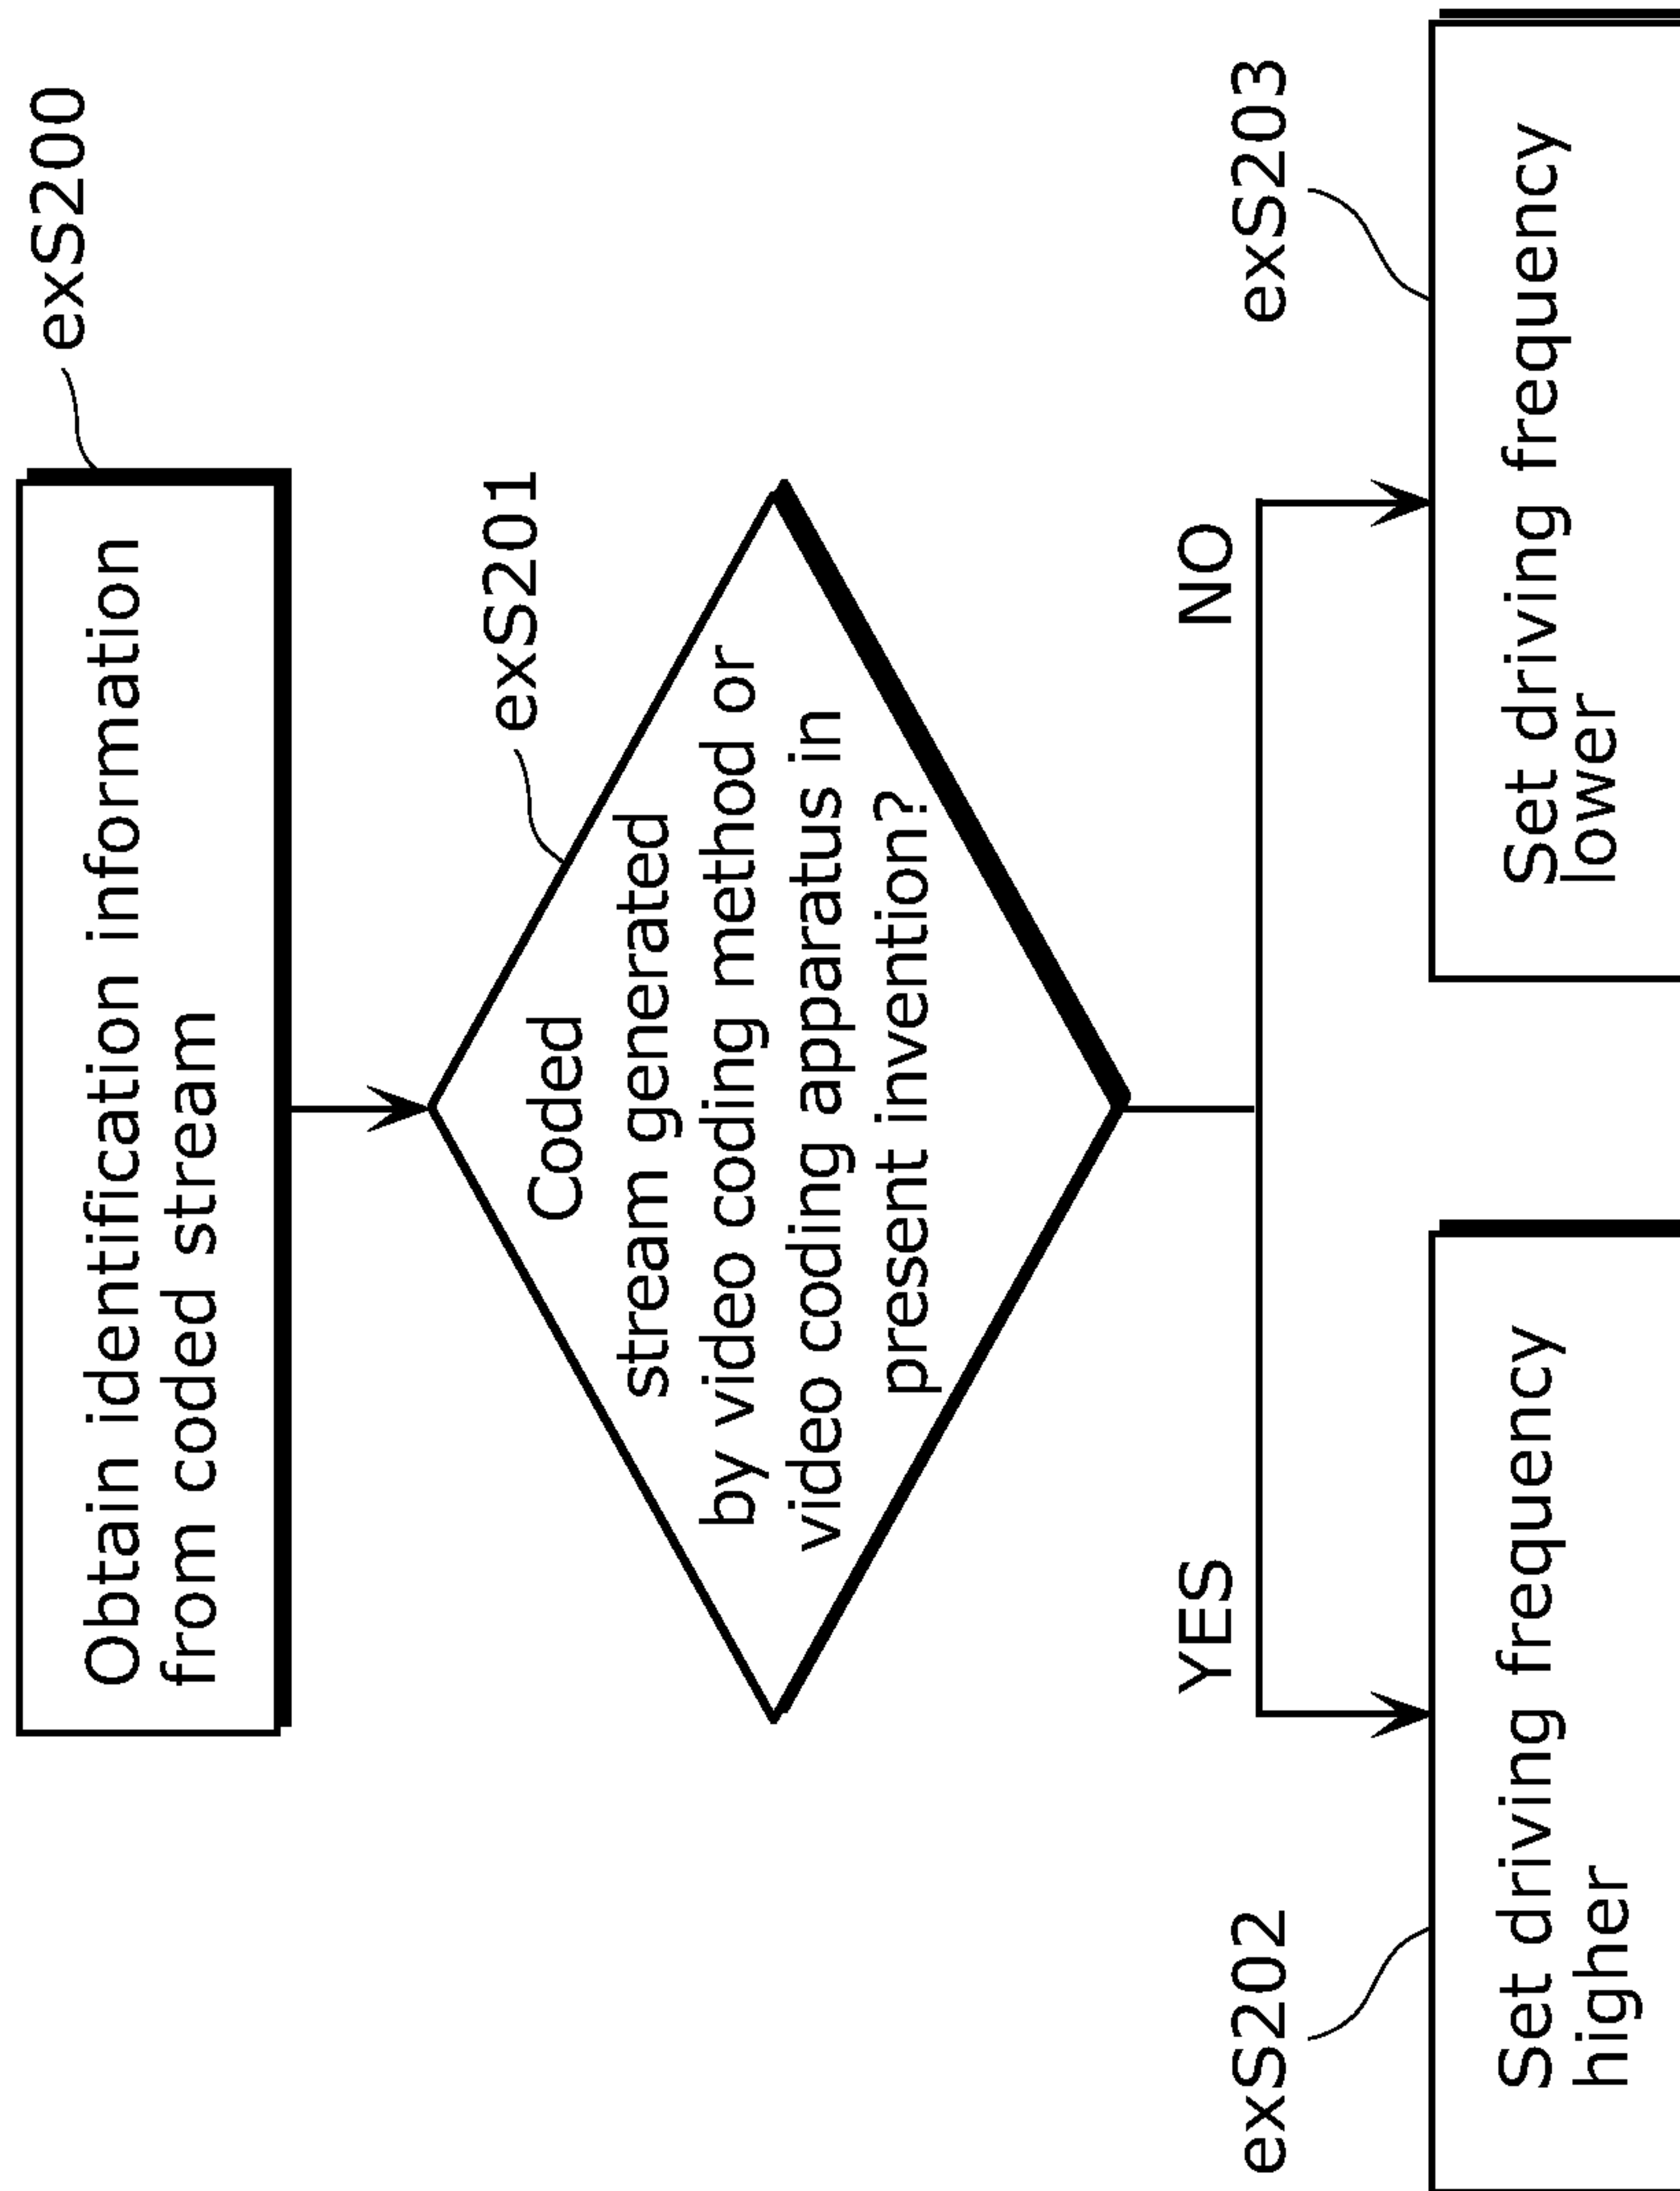 exS200
Obtain identification information
from coded stream
exS201
Coded
stream generated
by video coding method or
video coding apparatus in
present invention?
YES
NO
exS202
exS203
Set driving frequency
higher
Set driving frequency
lower